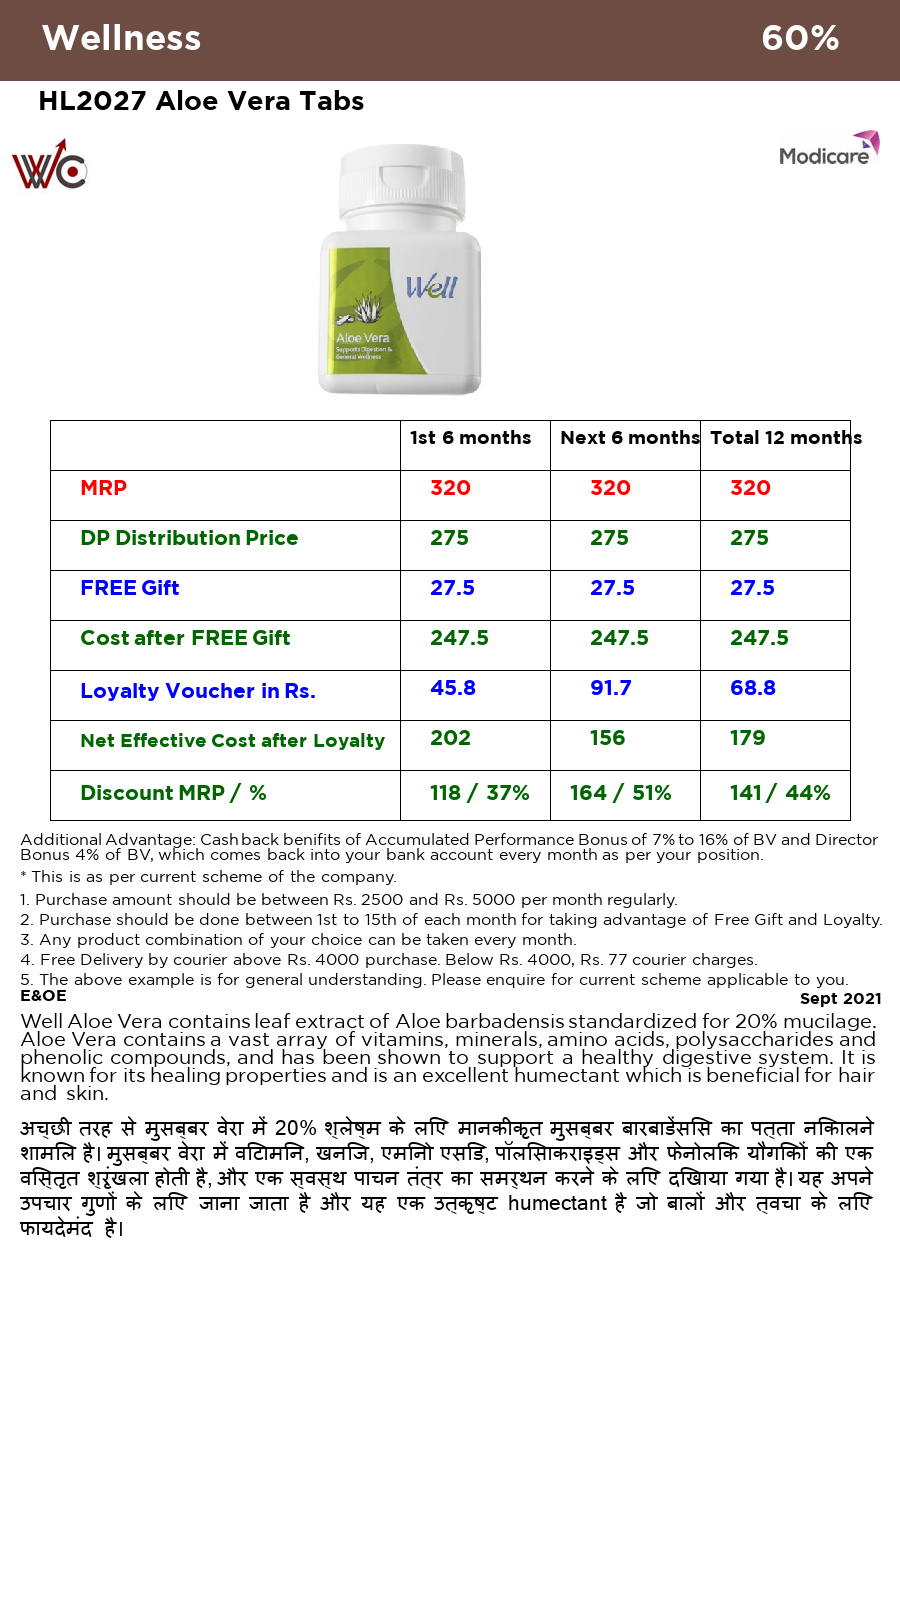 Wellness 60%
HL2027 Aloe Vera Tabs
WC
Modicare
Well
Aloe Vera
Supports Digestion &
General Wellness
1st 6 months Next 6 months Total 12 months
MRP 320 320 320
DP Distribution Price 275 275 275
FREE Gift 27.5 27.5 27.5
Cost after FREE Gift 247.5 247.5 247.5
Loyalty Voucher in Rs. 45.8 91.7 68.8
Net Effective Cost after Loyalty 202 156 179
Discount MRP / % 118 / 37% 164 / 51% 141 / 44%
Additional Advantage: Cash back benifits of Accumulated Performance Bonus of 7% to 16% of BV and Director
Bonus 4% of BV, which comes back into your bank account every month as per your position.
* This is as per current scheme of the company.
1. Purchase amount should be between Rs. 2500 and Rs. 5000 per month regularly.
2. Purchase should be done between 1st to 15th of each month for taking advantage of Free Gift and Loyalty.
3. Any product combination of your choice can be taken every month.
4. Free Delivery by courier above Rs. 4000 purchase. Below Rs. 4000, Rs. 77 courier charges.
5. The above example is for general understanding. Please enquire for current scheme applicable to you.
E&OE Sept 2021
Well Aloe Vera contains leaf extract of Aloe barbadensis standardized for 20% mucilage.
Aloe Vera contains a vast array of vitamins, minerals, amino acids, polysaccharides and
phenolic compounds, and has been shown to support a healthy digestive system. It is
known for its healing properties and is an excellent humectant which is beneficial for hair
and skin.
अच्छी तरह से मुसब्बर वेरा में 20% श्लेष्म के लिए मानकीकृत मुसब्बर बारबाडेंसिस का पत्ता निकालने
शामिल है। मुसब्बर वेरा में विटामिन, खनिज, एमिनो एसिड, पॉलिसाकराइड्स और फेनोलिक यौगिकों की एक
विस्तृत श्रृंखला होती है, और एक स्वस्थ पाचन तंत्र का समर्थन करने के लिए दिखाया गया है। यह अपने
उपचार गुणों के लिए जाना जाता है और यह एक उत्कृष्ट humectant है जो बालों और त्वचा के लिए
फायदेमंद है।